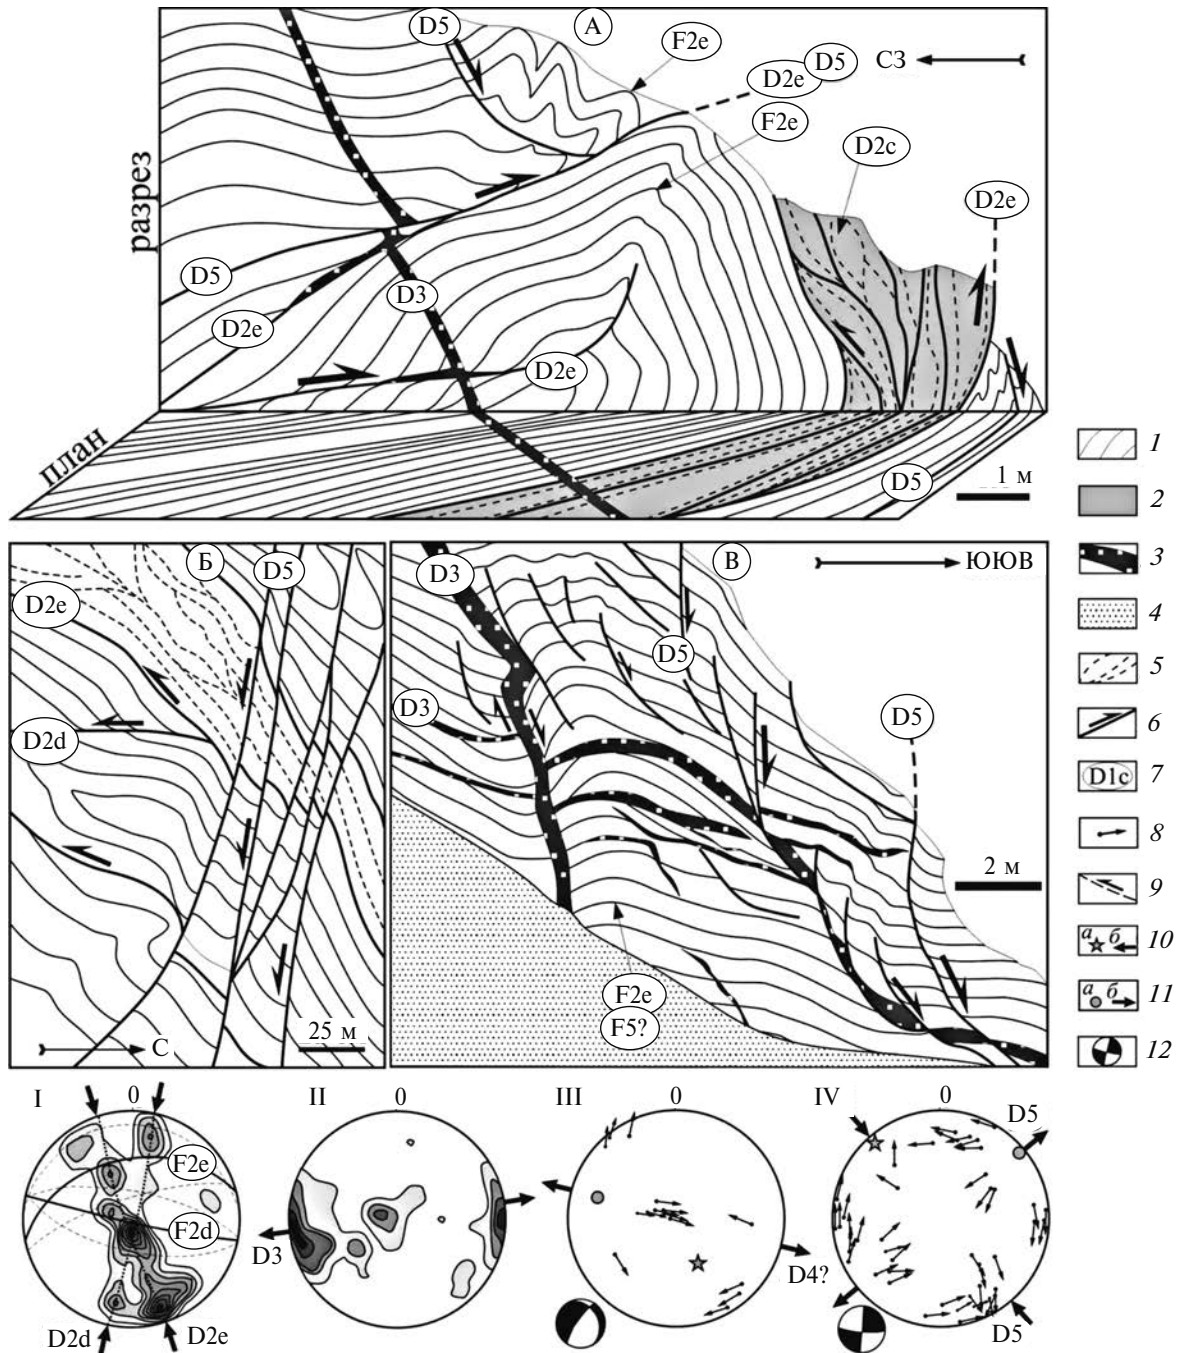 D5
А
F2e
СЗ
D5
D2e
F2e
D2c
D2e
разрез
D5
D3
D2e
D2e
план
D5
1 м
1
2
3
4
5
D1c
6
7
8
9
а б
10
а б
11
12
Б
D5
D2e
D2d
С
25 м
D3
В
ЮЮВ
D5
D3
D5
2 м
F2e
F5?
I
0
F2e
F2d
D2d
D2e
II
0
D3
III
0
D4?
IV
0
D5
D5